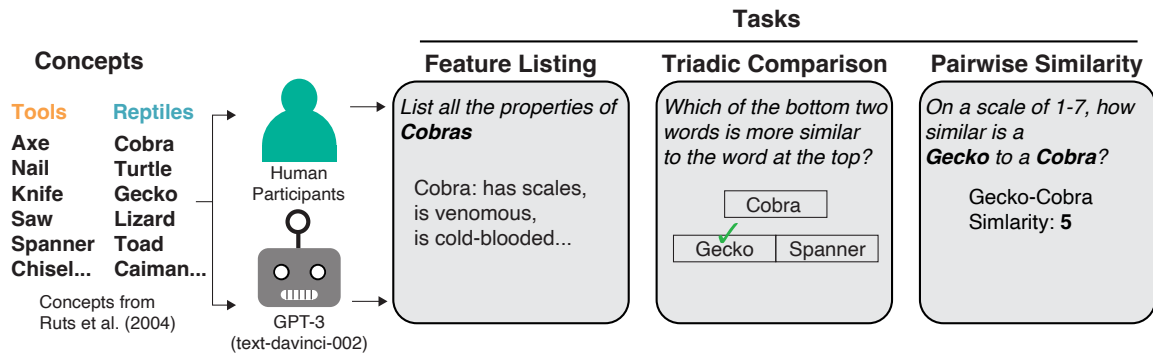 Tasks
Concepts
Tools
Reptiles
Axe
Cobra
Nail
Turtle
Knife
Gecko
Saw
Lizard
Spanner
Toad
Chisel...
Caiman...
Concepts from
Ruts et al. (2004)
Human
Participants
GPT-3
(text-davinci-002)
Feature Listing
List all the properties of
Cobras
Cobra: has scales,
is venomous,
is cold-blooded...
Triadic Comparison
Which of the bottom two
words is more similar
to the word at the top?
Cobra
Gecko
Spanner
Pairwise Similarity
On a scale of 1-7, how
similar is a
Gecko to a Cobra?
Gecko-Cobra
Simlarity: 5